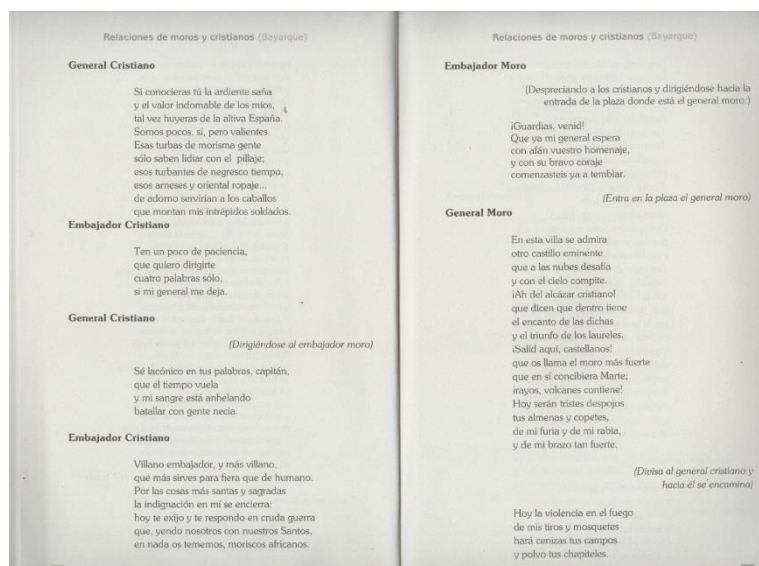 Relaciones de moros y cristianos (Bayarque)
General Cristiano
Si conocieras tú la ardiente saña
y el valor indomable de los míos,
tal vez huyeras de la altiva España.
Somos pocos, sí, pero valientes.
Esas turbas de morisma gente
sólo saben lidiar con el pillaje;
esos turbantes de negresco tiempo,
esos arneses y oriental ropaje...
de adorno servirían a los caballos
que montan mis intrépidos soldados.
Embajador Cristiano
Ten un poco de paciencia,
que quiero dirigirte
cuatro palabras sólo,
si mi general me deja.
General Cristiano
(Dirigiéndose al embajador moro)
Sé lacónico en tus palabras, capitán,
que el tiempo vuela
y mi sangre está anhelando
batallar con gente necia.
Embajador Cristiano
Villano embajador, y más villano,
que más sirves para fiera que de humano.
Por las cosas más santas y sagradas
la indignación en mí se encierra:
hoy te exijo y te respondo en cruda guerra
que, yendo nosotros con nuestros Santos,
en nada os tememos, moriscos africanos.
Relaciones de moros y cristianos (Bayarque)
Embajador Moro
(Despreciando a los cristianos y dirigiéndose hacia la
entrada de la plaza donde está el general moro:)
¡Guardias, venid!
Que ya mi general espera
con afán vuestro homenaje,
y con su bravo coraje
comenzasteis ya a temblar.
(Entra en la plaza el general moro)
General Moro
En esta villa se admira
otro castillo eminente
que a las nubes desafía
y con el cielo compite.
¡Ah del alcázar cristiano!
que dicen que dentro tiene
el encanto de las dichas
y el triunfo de los laureles.
¡Salid aquí, castellanos!
que os llama el moro más fuerte
que en sí concibiera Marte;
¡rayos, volcanes contiene!
Hoy serán tristes despojos
tus almenas y copetes,
de mi furia y de mi rabia,
y de mi brazo tan fuerte.
(Divisa al general cristiano y
hacia él se encamina)
Hoy la violencia en el fuego
de mis tiros y mosquetes
hará cenizas tus campos
y polvo tus chapiteles.